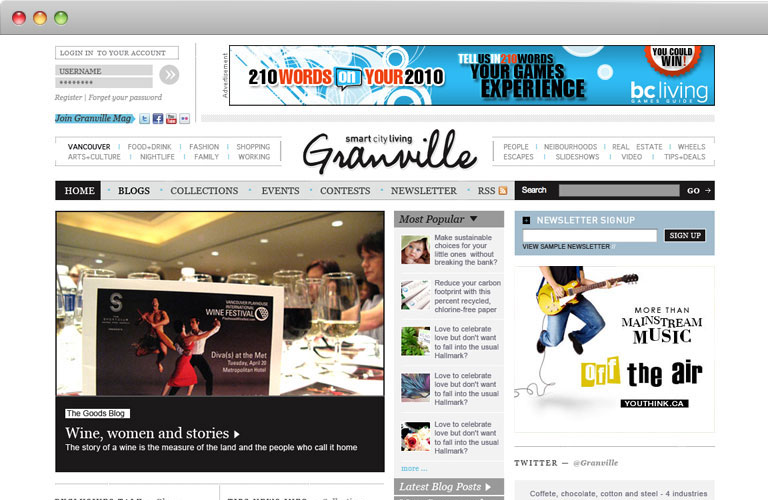 LOGIN IN TO YOUR ACCOUNT
USERNAME
********
Register | Forget your password
Join Granville Mag
Advertisement
210 WORDS on YOUR 2010
TELL US IN 210 WORDS
YOUR GAMES
EXPERIENCE
YOU COULD
WIN!
bc living
GAMES GUIDE
VANCOUVER | FOOD+DRINK | FASHION | SHOPPING
ARTS+CULTURE | NIGHTLIFE | FAMILY | WORKING
smart city living
Granville
PEOPLE | NEIBOURHOODS | REAL ESTATE | WHEELS
ESCAPES | SLIDESHOWS | VIDEO | TIPS+DEALS
HOME • BLOGS • COLLECTIONS • EVENTS • CONTESTS • NEWSLETTER • RSS
Search
GO →
S
VANCOUVER PLAYHOUSE
INTERNATIONAL
WINE FESTIVAL
Diva(s) at the Met
Tuesday, April 20
Metropolitan Hotel
The Goods Blog
Wine, women and stories
The story of a wine is the measure of the land and the people who call it home
Most Popular
Make sustainable
choices for your
little ones without
breaking the bank?
Reduce your carbon
footprint with this
percent recycled,
chlorine-free paper
Love to celebrate
love but don't want
to fall into the usual
Hallmark?
Love to celebrate
love but don't want
to fall into the usual
Hallmark?
Love to celebrate
love but don't want
to fall into the usual
Hallmark?
more ...
Latest Blog Posts
NEWSLETTER SIGNUP
SIGN UP
VIEW SAMPLE NEWSLETTER
MORE THAN
MAINSTREAM
MUSIC
off the air
YOUTHINK.CA
TWITTER — @Granville
Coffete, chocolate, cotton and steel - 4 industries